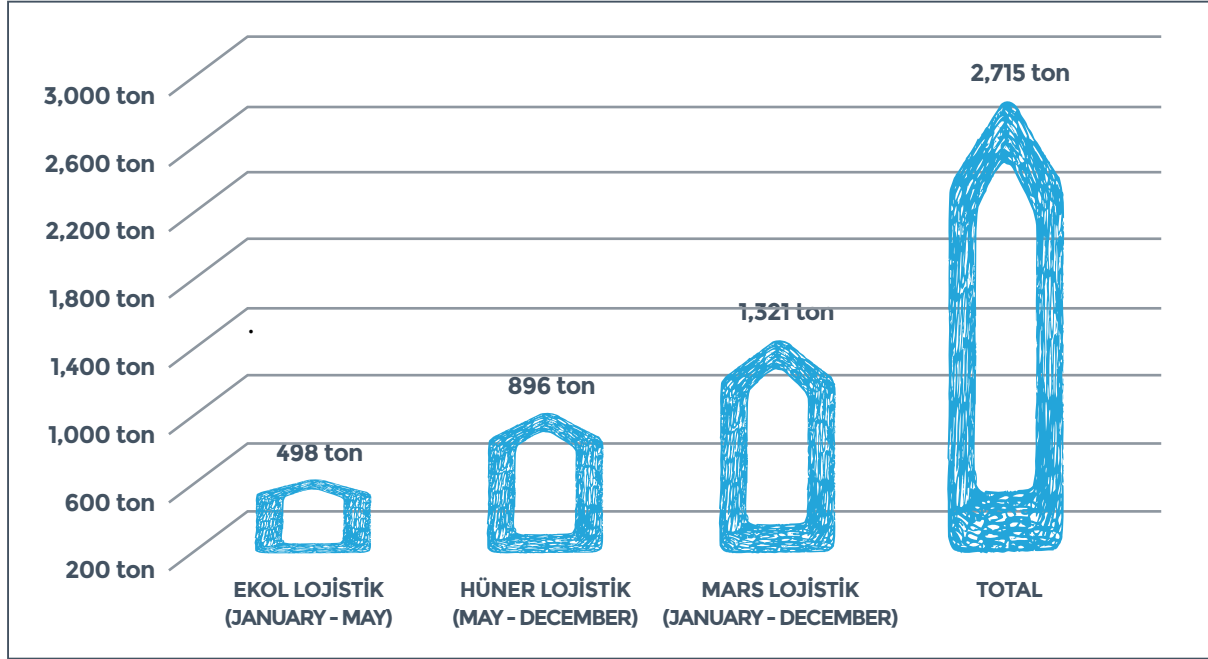 3,000 ton
2,600 ton
2,200 ton
1,800 ton
1,400 ton
1,000 ton
600 ton
200 ton
498 ton
896 ton
1,321 ton
2,715 ton
EKOL LOJİSTİK
(JANUARY - MAY)
HÜNER LOJİSTİK
(MAY - DECEMBER)
MARS LOJİSTİK
(JANUARY - DECEMBER)
TOTAL